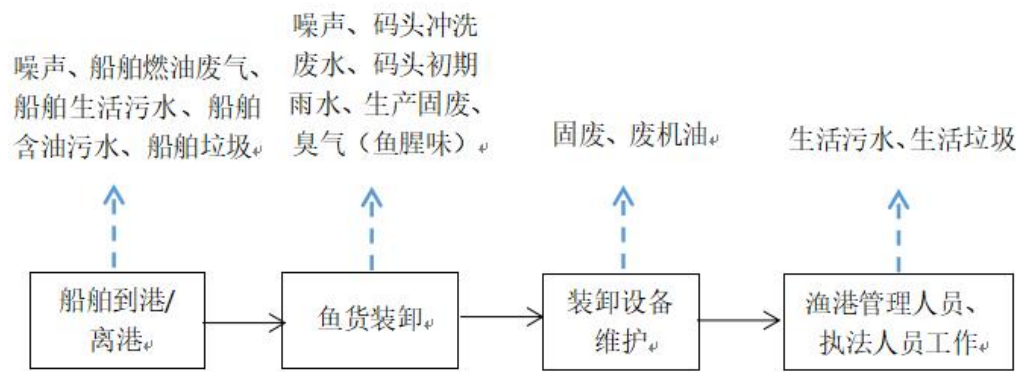 噪声、船舶燃油废气、
船舶生活污水、船舶
含油污水、船舶垃圾
噪声、码头冲洗
废水、码头初期
雨水、生产固废、
臭气（鱼腥味）
固废、废机油
生活污水、生活垃圾
船舶到港/
离港
鱼货装卸
装卸设备
维护
渔港管理人员、
执法人员工作